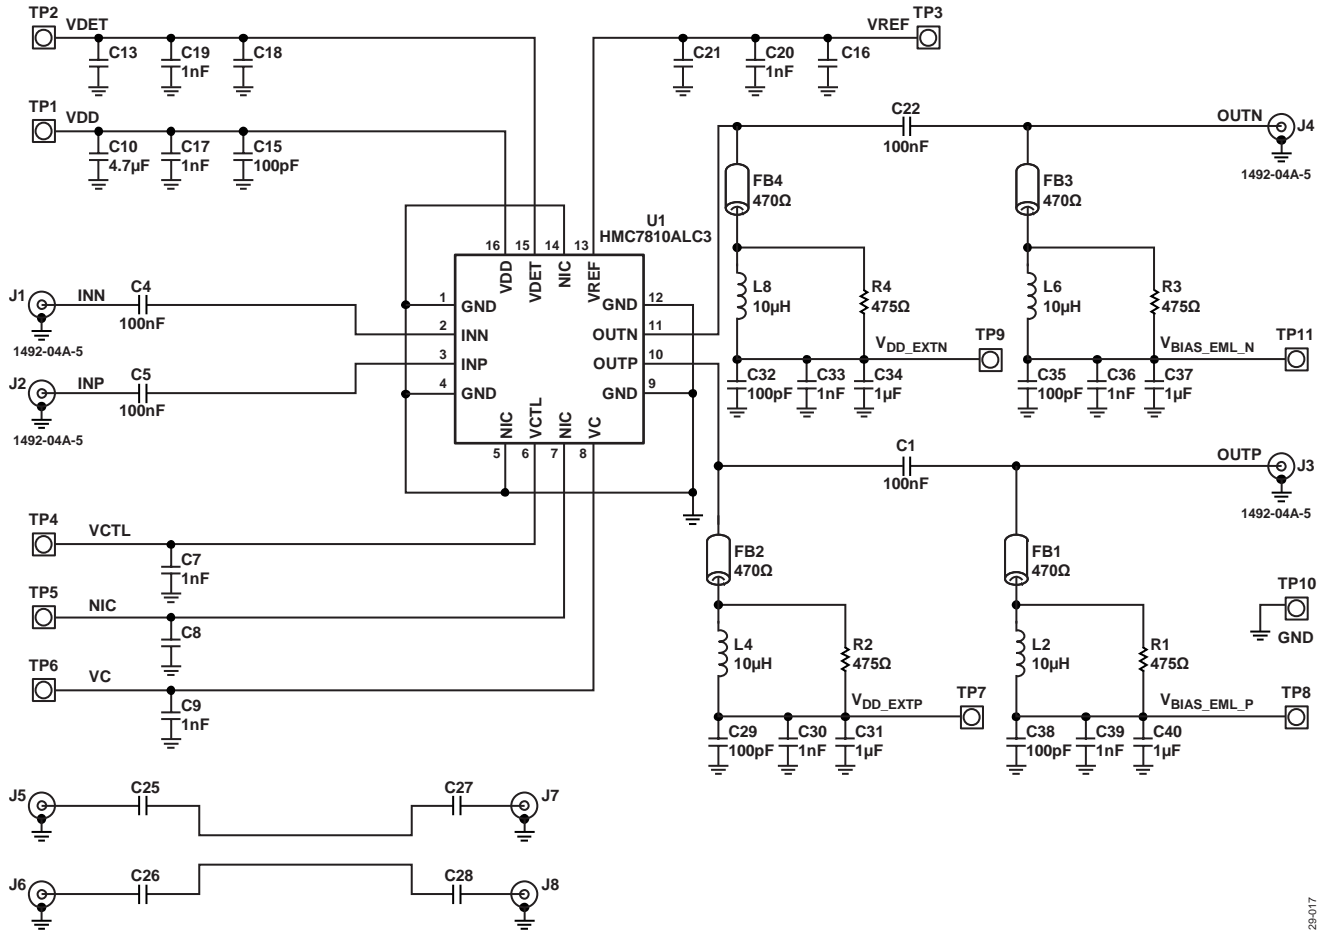 TP2
VDET
C13
C19
1nF
C18
TP3
VREF
C21
C20
1nF
C16
TP1
VDD
C10
4.7µF
C17
1nF
C15
100pF
C22
100nF
OUTN
J4
1492-04A-5
FB4
470Ω
FB3
470Ω
U1
HMC7810ALC3
16
15
14
13
VDD
VDET
NIC
VREF
1
GND
2
INN
3
INP
4
GND
GND
12
OUTN
11
OUTP
10
GND
9
NIC
VCTL
NIC
VC
5
6
7
8
J1
INN
C4
100nF
1492-04A-5
J2
INP
C5
100nF
1492-04A-5
L8
10µH
R4
475Ω
L6
10µH
R3
475Ω
VDD_EXTN
TP9
VBIAS_EML_N
TP11
C32
100pF
C33
1nF
C34
1µF
C35
100pF
C36
1nF
C37
1µF
C1
100nF
OUTP
J3
1492-04A-5
TP4
VCTL
C7
1nF
TP5
NIC
C8
TP6
VC
C9
1nF
FB2
470Ω
FB1
470Ω
TP10
GND
L4
10µH
R2
475Ω
L2
10µH
R1
475Ω
VDD_EXTP
TP7
VBIAS_EML_P
TP8
C29
100pF
C30
1nF
C31
1µF
C38
100pF
C39
1nF
C40
1µF
J5
C25
C27
J7
J6
C26
C28
J8
29-017